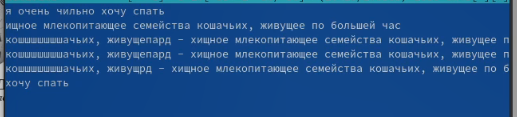 я очень чильно хочу спать
ищное млекопитающее семейства кошачьих, живущее по большей час
кошшшшшшшачьих, живущепард – хищное млекопитающее семейства кошачьих, живущее п
кошшшшшшшачьих, живущепард – хищное млекопитающее семейства кошачьих, живущее п
кошшшшшшшачьих, живущрд – хищное млекопитающее семейства кошачьих, живущее по б
хочу спать